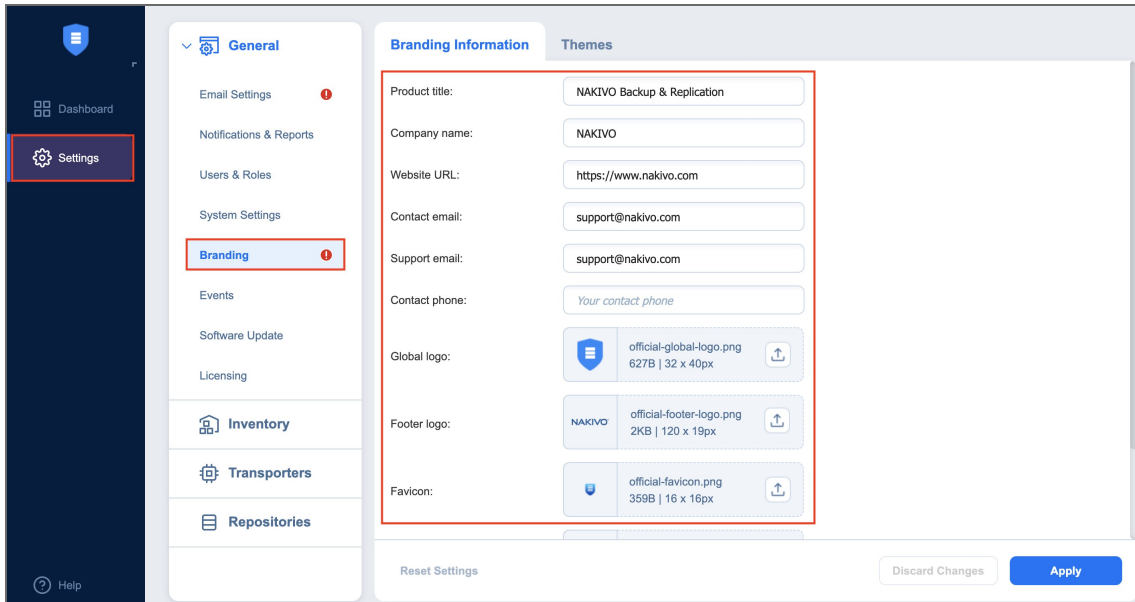 Dashboard
Settings
Help
General
Email Settings
Notifications & Reports
Users & Roles
System Settings
Branding
Events
Software Update
Licensing
Inventory
Transporters
Repositories
Branding Information
Themes
Product title:
NAKIVO Backup & Replication
Company name:
NAKIVO
Website URL:
https://www.nakivo.com
Contact email:
support@nakivo.com
Support email:
support@nakivo.com
Contact phone:
Your contact phone
Global logo:
official-global-logo.png
627B | 32 x 40px
Footer logo:
NAKIVO
official-footer-logo.png
2KB | 120 x 19px
Favicon:
official-favicon.png
359B | 16 x 16px
Reset Settings
Discard Changes
Apply